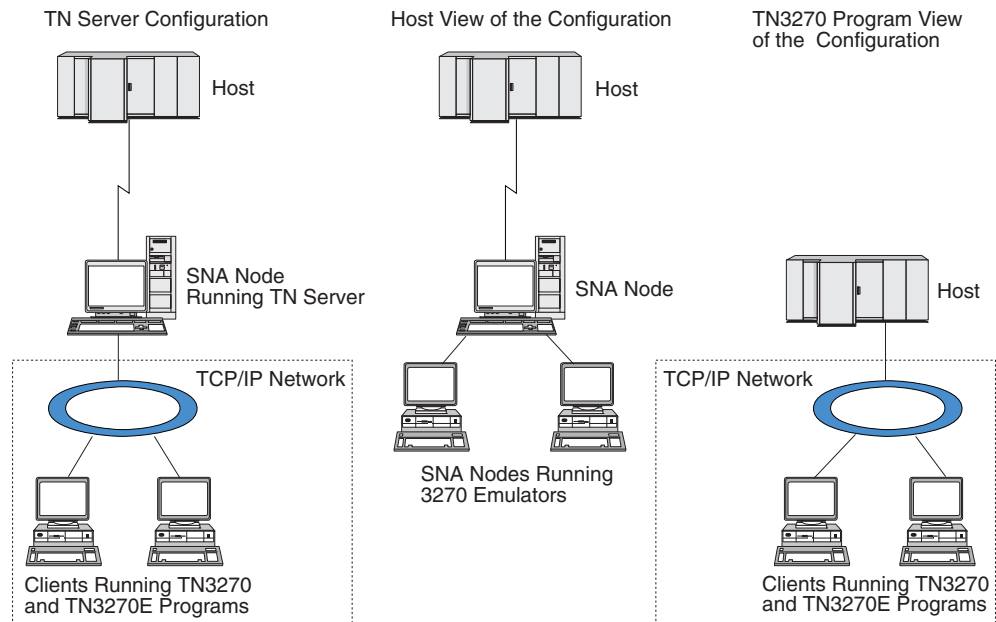 TN Server Configuration
Host
SNA Node
Running TN Server
TCP/IP Network
Clients Running TN3270
and TN3270E Programs
Host View of the Configuration
Host
SNA Node
SNA Nodes Running
3270 Emulators
TN3270 Program View
of the Configuration
Host
TCP/IP Network
Clients Running TN3270
and TN3270E Programs